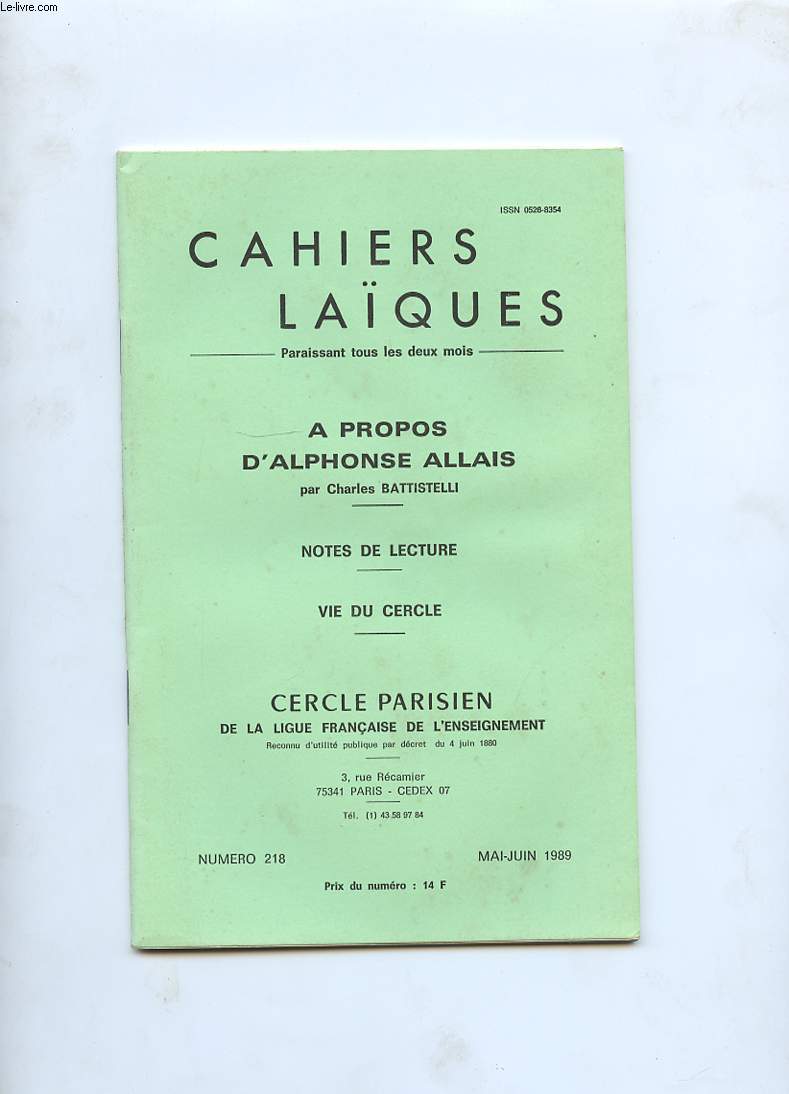 Le-livre.com
ISSN 0528-8354
CAHIERS
LAÏQUES
Paraissant tous les deux mois
A PROPOS
D'ALPHONSE ALLAIS
par Charles BATTISTELLI
NOTES DE LECTURE
VIE DU CERCLE
CERCLE PARISIEN
DE LA LIGUE FRANÇAISE DE L'ENSEIGNEMENT
Reconnu d'utilité publique par décret du 4 juin 1880
3, rue Récamier
75341 PARIS - CEDEX 07
Tél. (1) 43 58 97 84
NUMERO 218 MAI-JUIN 1989
Prix du numéro : 14 F